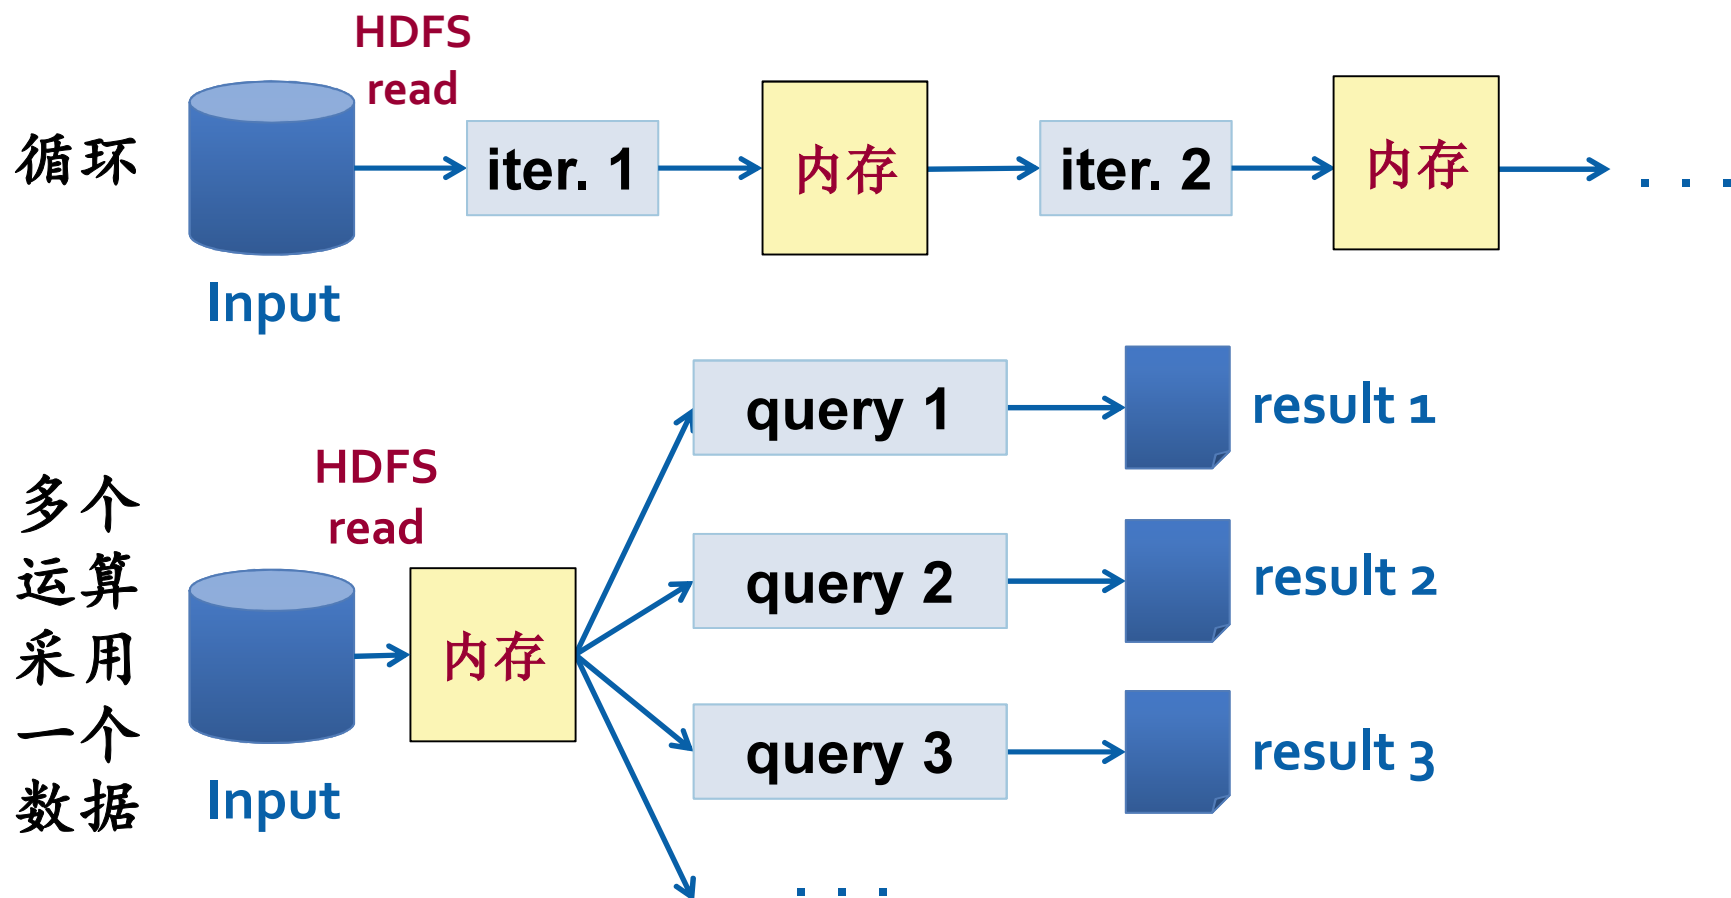 HDFS
read
循环
iter. 1
内存
iter. 2
内存
. . .
Input
多个
运算
采用
一个
数据
HDFS
read
内存
Input
query 1
result 1
query 2
result 2
query 3
result 3
. . .